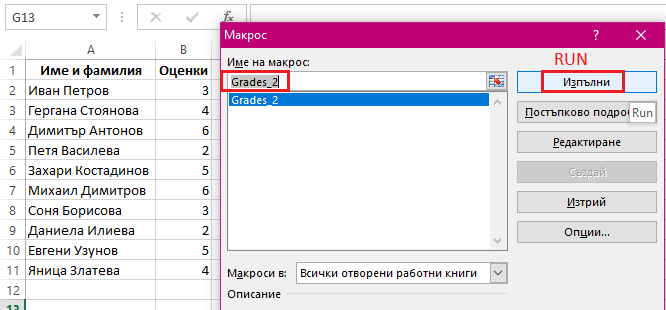 G13
fx
A B
1 Име и фамилия Оценки
2 Иван Петров 3
3 Гергана Стоянова 4
4 Димитър Антонов 6
5 Петя Василева 2
6 Захари Костадинов 5
7 Михаил Димитров 6
8 Соня Борисова 3
9 Даниела Илиева 2
10 Евгени Узунов 5
11 Яница Златева 4
12
13
Макрос
Име на макрос:
RUN
Grades_2
Изпълни
Grades_2
Постъпково подроб
Run
Редактиране
Създай
Изтрий
Опции...
Макроси в: Всички отворени работни книги
Описание